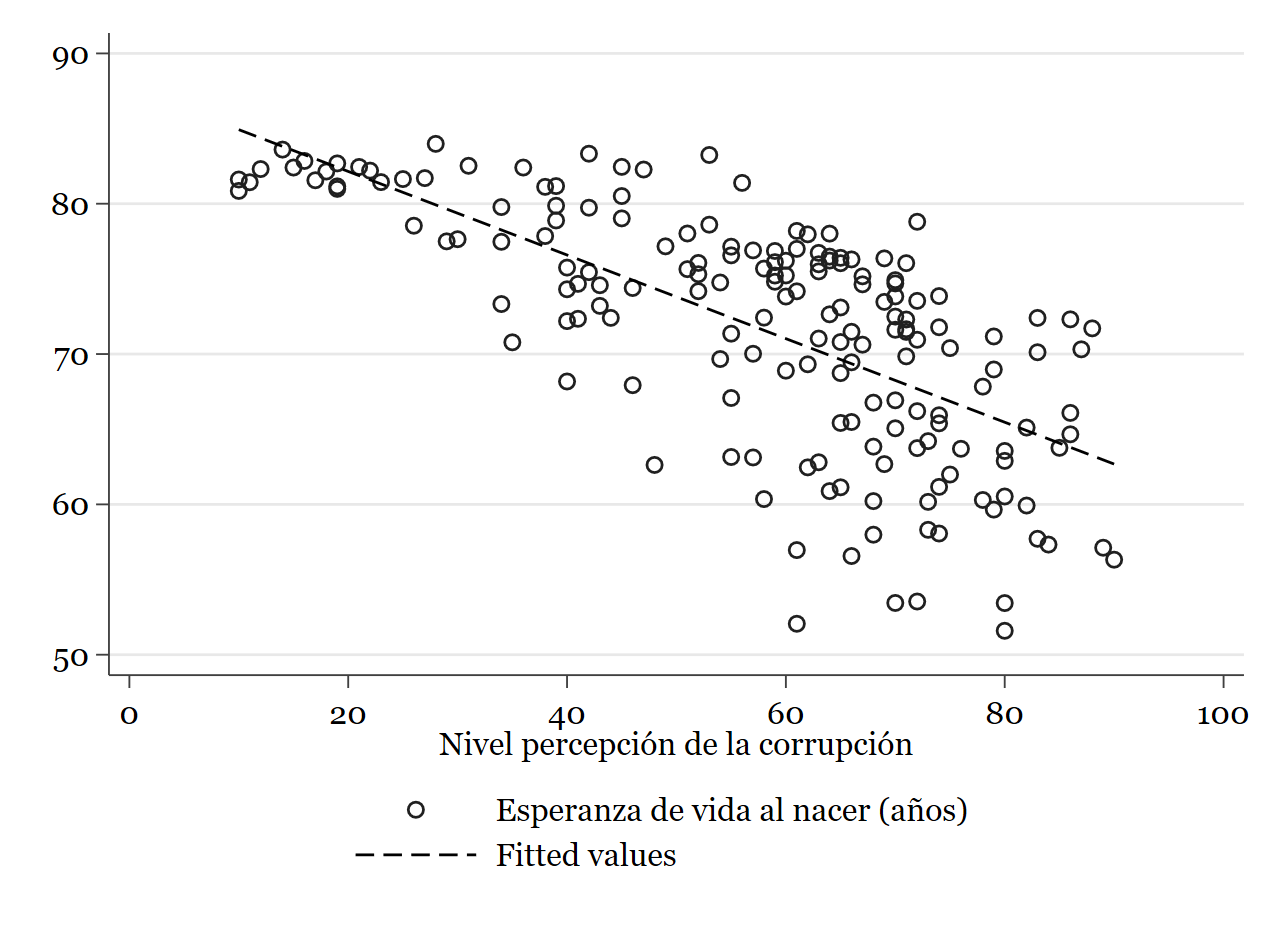 90
80
70
60
50
0 20 40 60 80 100
Nivel percepción de la corrupción
Esperanza de vida al nacer (años)
Fitted values